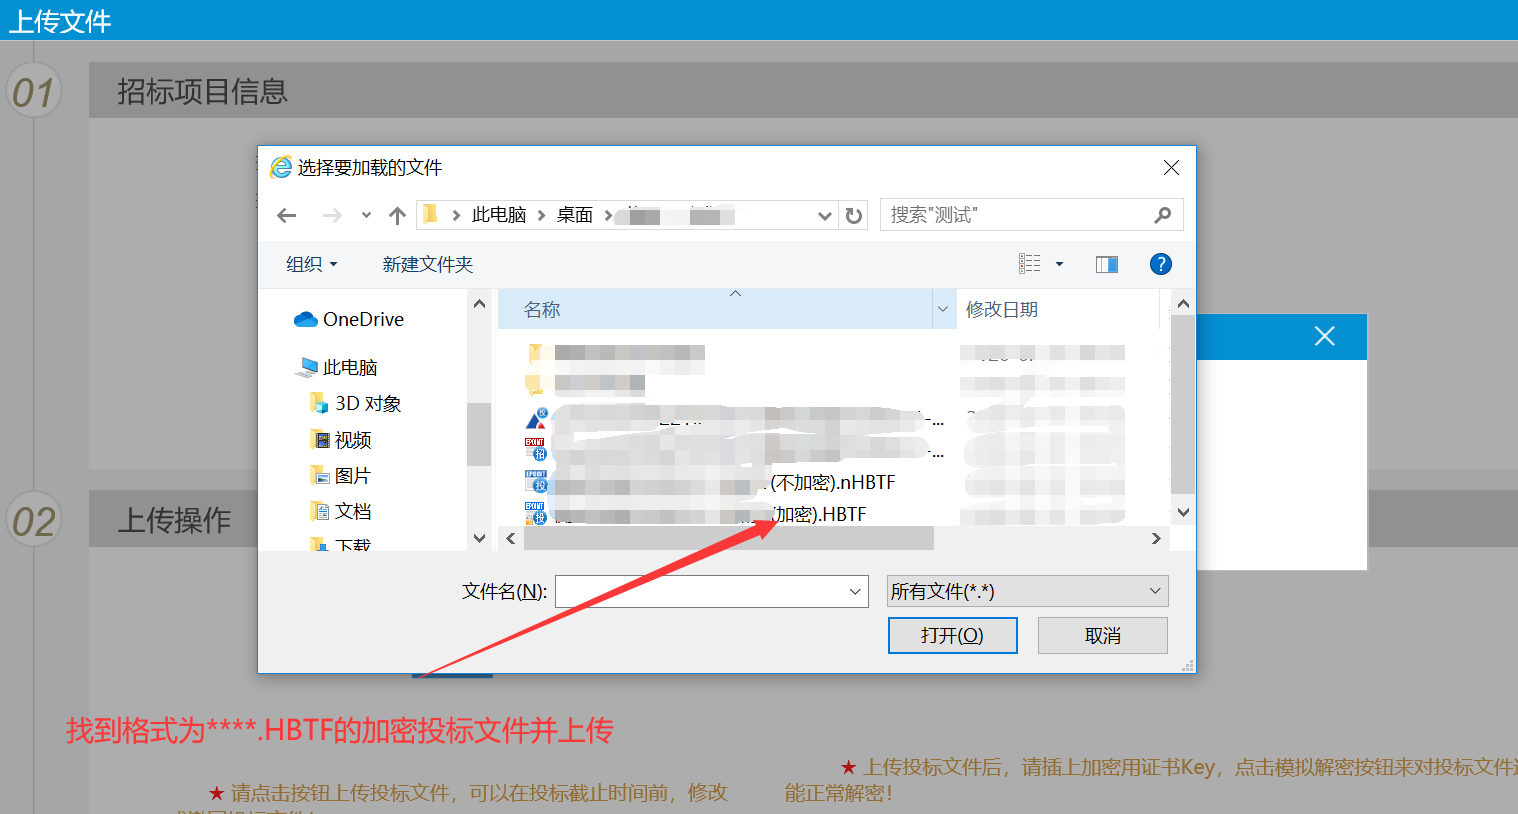 上传文件
01
招标项目信息
选择要加载的文件
此电脑
桌面
搜索"测试"
组织
新建文件夹
?
OneDrive
此电脑
3D 对象
视频
图片
文档
下载
名称
修改日期
(不加密).nHBTF
(加密).HBTF
文件名(N):
所有文件(*.*)
打开(O)
取消
02
上传操作
找到格式为****.HBTF的加密投标文件并上传
★ 上传投标文件后，请插上加密用证书Key，点击模拟解密按钮来对投标文件
能正常解密！
★ 请点击按钮上传投标文件，可以在投标截止时间前，修改